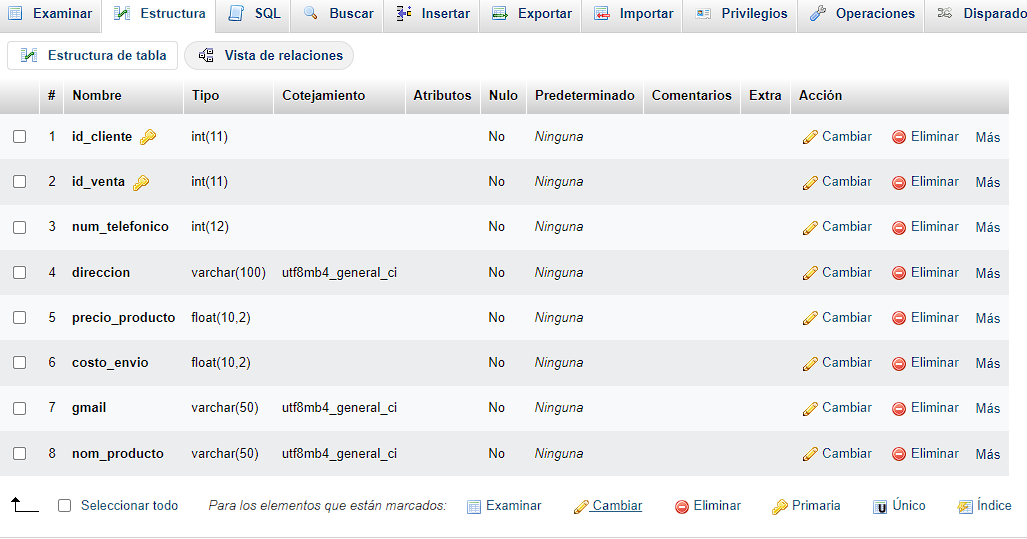 Examinar Estructura SQL Buscar Insertar Exportar Importar Privilegios Operaciones Disparado
Estructura de tabla Vista de relaciones
# Nombre Tipo Cotejamiento Atributos Nulo Predeterminado Comentarios Extra Acción
1 id_cliente int(11) No Ninguna Cambiar Eliminar Más
2 id_venta int(11) No Ninguna Cambiar Eliminar Más
3 num_telefonico int(12) No Ninguna Cambiar Eliminar Más
4 direccion varchar(100) utf8mb4_general_ci No Ninguna Cambiar Eliminar Más
5 precio_producto float(10,2) No Ninguna Cambiar Eliminar Más
6 costo_envio float(10,2) No Ninguna Cambiar Eliminar Más
7 gmail varchar(50) utf8mb4_general_ci No Ninguna Cambiar Eliminar Más
8 nom_producto varchar(50) utf8mb4_general_ci No Ninguna Cambiar Eliminar Más
Seleccionar todo Para los elementos que están marcados: Examinar Cambiar Eliminar Primaria Único Índice